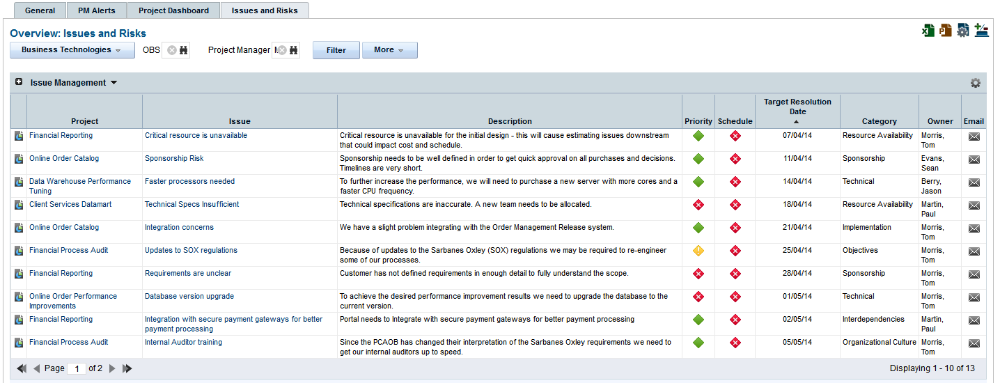 General PM Alerts Project Dashboard Issues and Risks
Overview: Issues and Risks
Business Technologies OBS Project Manager Filter More
Issue Management
Project Issue Description Priority Schedule Target Resolution Date Category Owner Email
Financial Reporting Critical resource is unavailable Critical resource is unavailable for the initial design - this will cause estimating issues downstream 07/04/14 Resource Availability Morris,
that could impact cost and schedule. Tom
Online Order Catalog Sponsorship Risk Sponsorship needs to be well defined in order to get quick approval on all purchases and decisions. 11/04/14 Sponsorship Evans,
Timelines are very short. Sean
Data Warehouse Performance Faster processors needed To further increase the performance, we will need to purchase a new server with more cores and a 14/04/14 Technical Berry,
Tuning faster CPU frequency. Jason
Client Services Datamart Technical Specs Insufficient Technical specifications are inaccurate. A new team needs to be allocated. 18/04/14 Resource Availability Martin,
Paul
Online Order Catalog Integration concerns We have a slight problem integrating with the Order Management Release system. 21/04/14 Implementation Morris,
Tom
Financial Process Audit Updates to SOX regulations Because of updates to the Sarbanes Oxley (SOX) regulations we may be required to re-engineer 25/04/14 Objectives Morris,
some of our processes. Tom
Financial Reporting Requirements are unclear Customer has not defined requirements in enough detail to fully understand the scope. 28/04/14 Sponsorship Morris,
Tom
Online Order Performance Database version upgrade To achieve the desired performance improvement results we need to upgrade the database to the 01/05/14 Technical Morris,
Improvements current version. Tom
Financial Reporting Integration with secure payment gateways for better Portal needs to Integrate with secure payment gateways for better payment processing 02/05/14 Interdependencies Martin,
payment processing Paul
Financial Process Audit Internal Auditor training Since the PCAOB has changed their interpretation of the Sarbanes Oxley requirements we need to 05/05/14 Organizational Culture Morris,
get our internal auditors up to speed. Tom
Page 1 of 2 Displaying 1 - 10 of 13